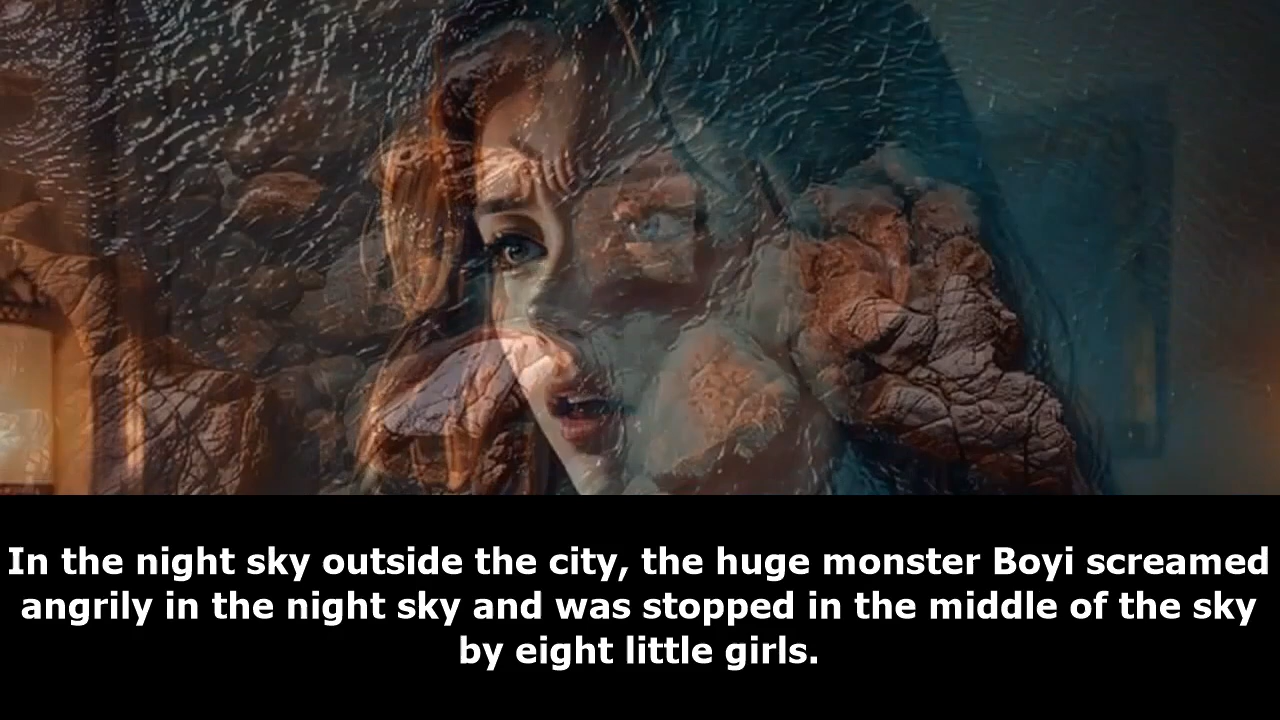 In the night sky outside the city, the huge monster Boyi screamed
angrily in the night sky and was stopped in the middle of the sky
by eight little girls.